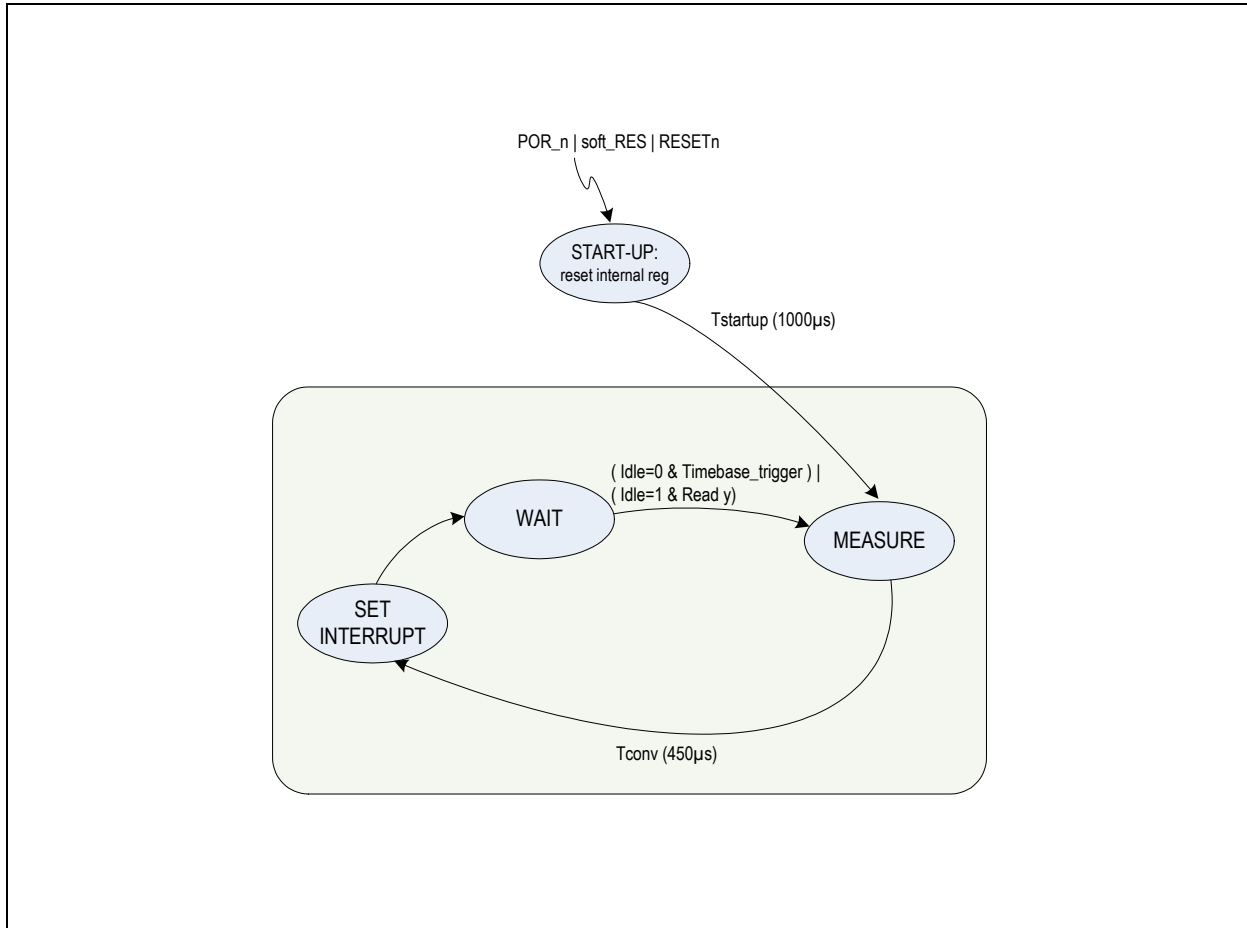 POR_n | soft_RES | RESETn
START-UP:
reset internal reg
Tstartup (1000µs)
( Idle=0 & Timebase_trigger ) |
( Idle=1 & Read y)
WAIT
MEASURE
SET
INTERRUPT
Tconv (450µs)